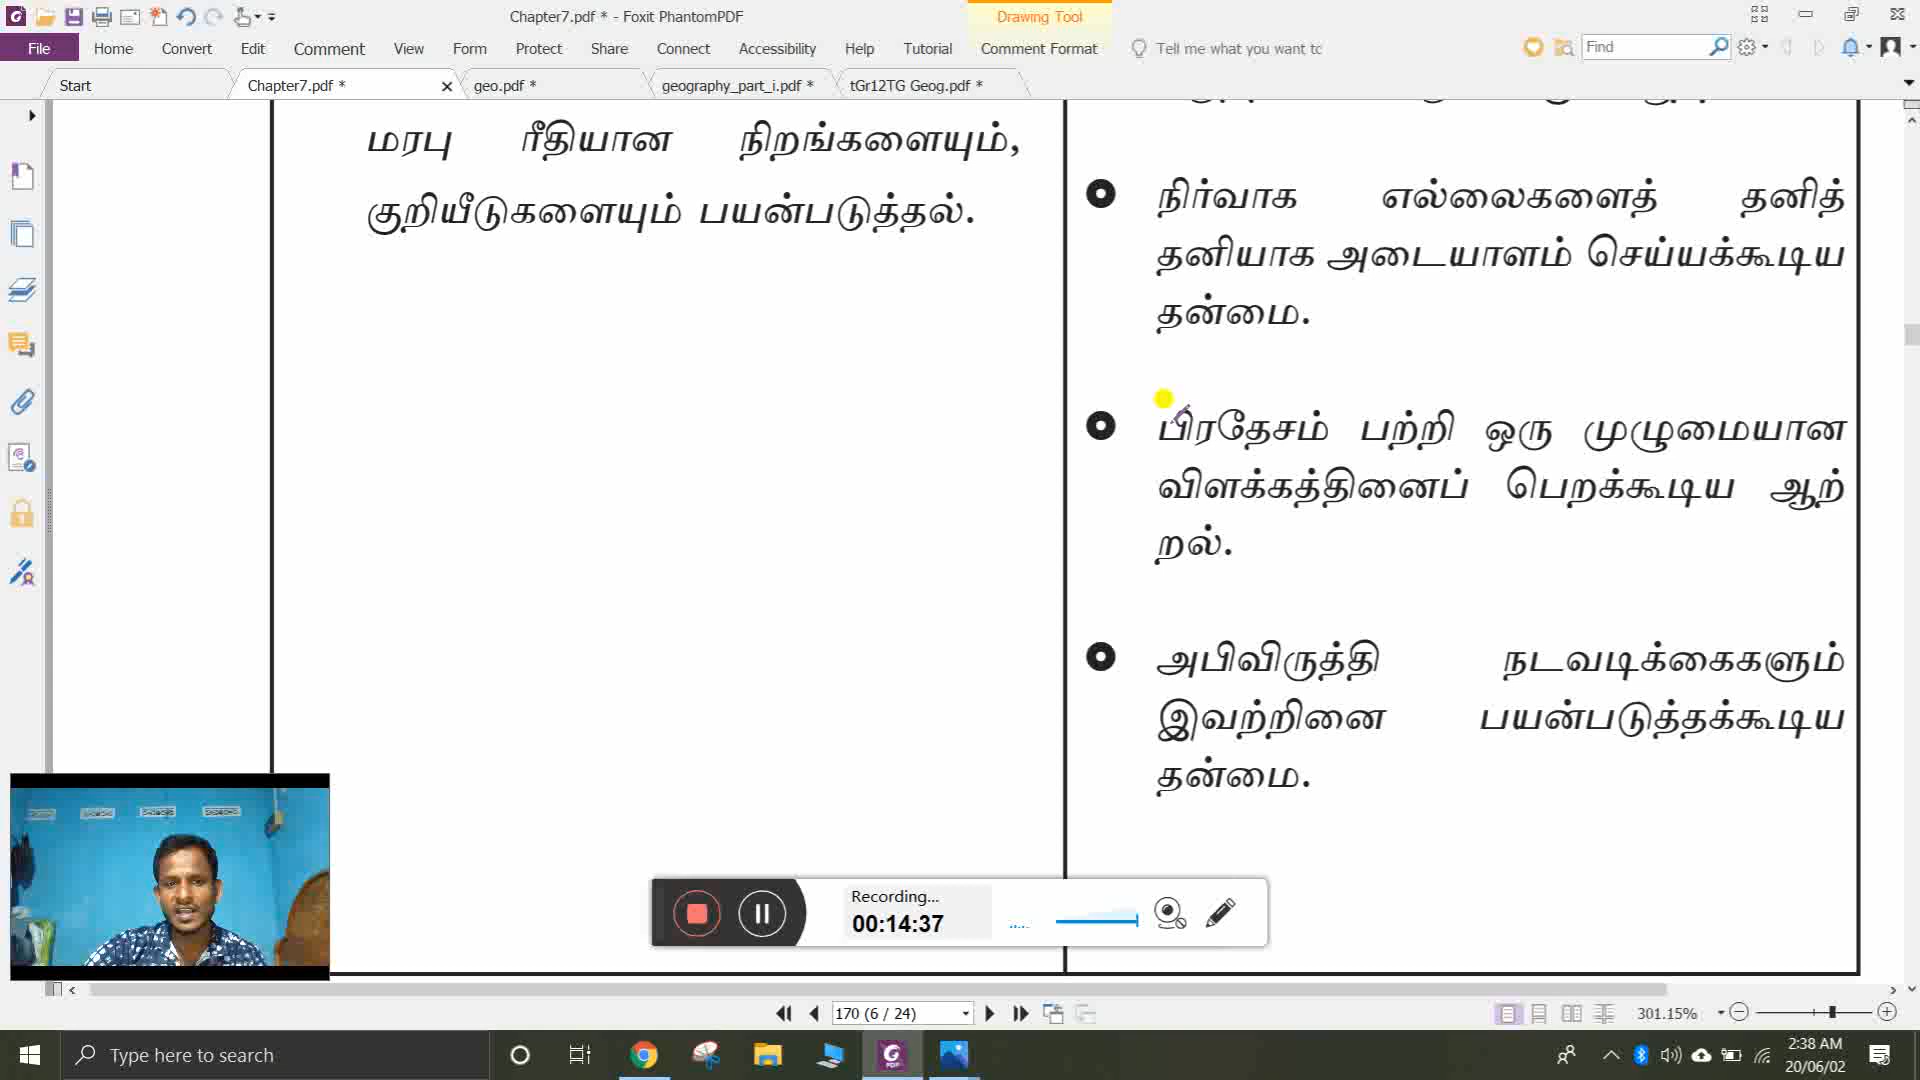 Chapter7.pdf * - Foxit PhantomPDF
Drawing Tool
File Home Convert Edit Comment View Form Protect Share Connect Accessibility Help Tutorial Comment Format Tell me what you want tc Find
Start Chapter7.pdf * geo.pdf * geography_part_i.pdf * tGr12TG Geog.pdf *
மரபு ரீதியான நிறங்களையும்,
குறியீடுகளையும் பயன்படுத்தல்.
நிர்வாக எல்லைகளைத் தனித்
தனியாக அடையாளம் செய்யக்கூடிய
தன்மை.
பிரதேசம் பற்றி ஒரு முழுமையான
விளக்கத்தினைப் பெறக்கூடிய ஆற்
றல்.
அபிவிருத்தி நடவடிக்கைகளும்
இவற்றினை பயன்படுத்தக்கூடிய
தன்மை.
Recording...
00:14:37
170 (6 / 24)
301.15%
Type here to search
2:38 AM
20/06/02